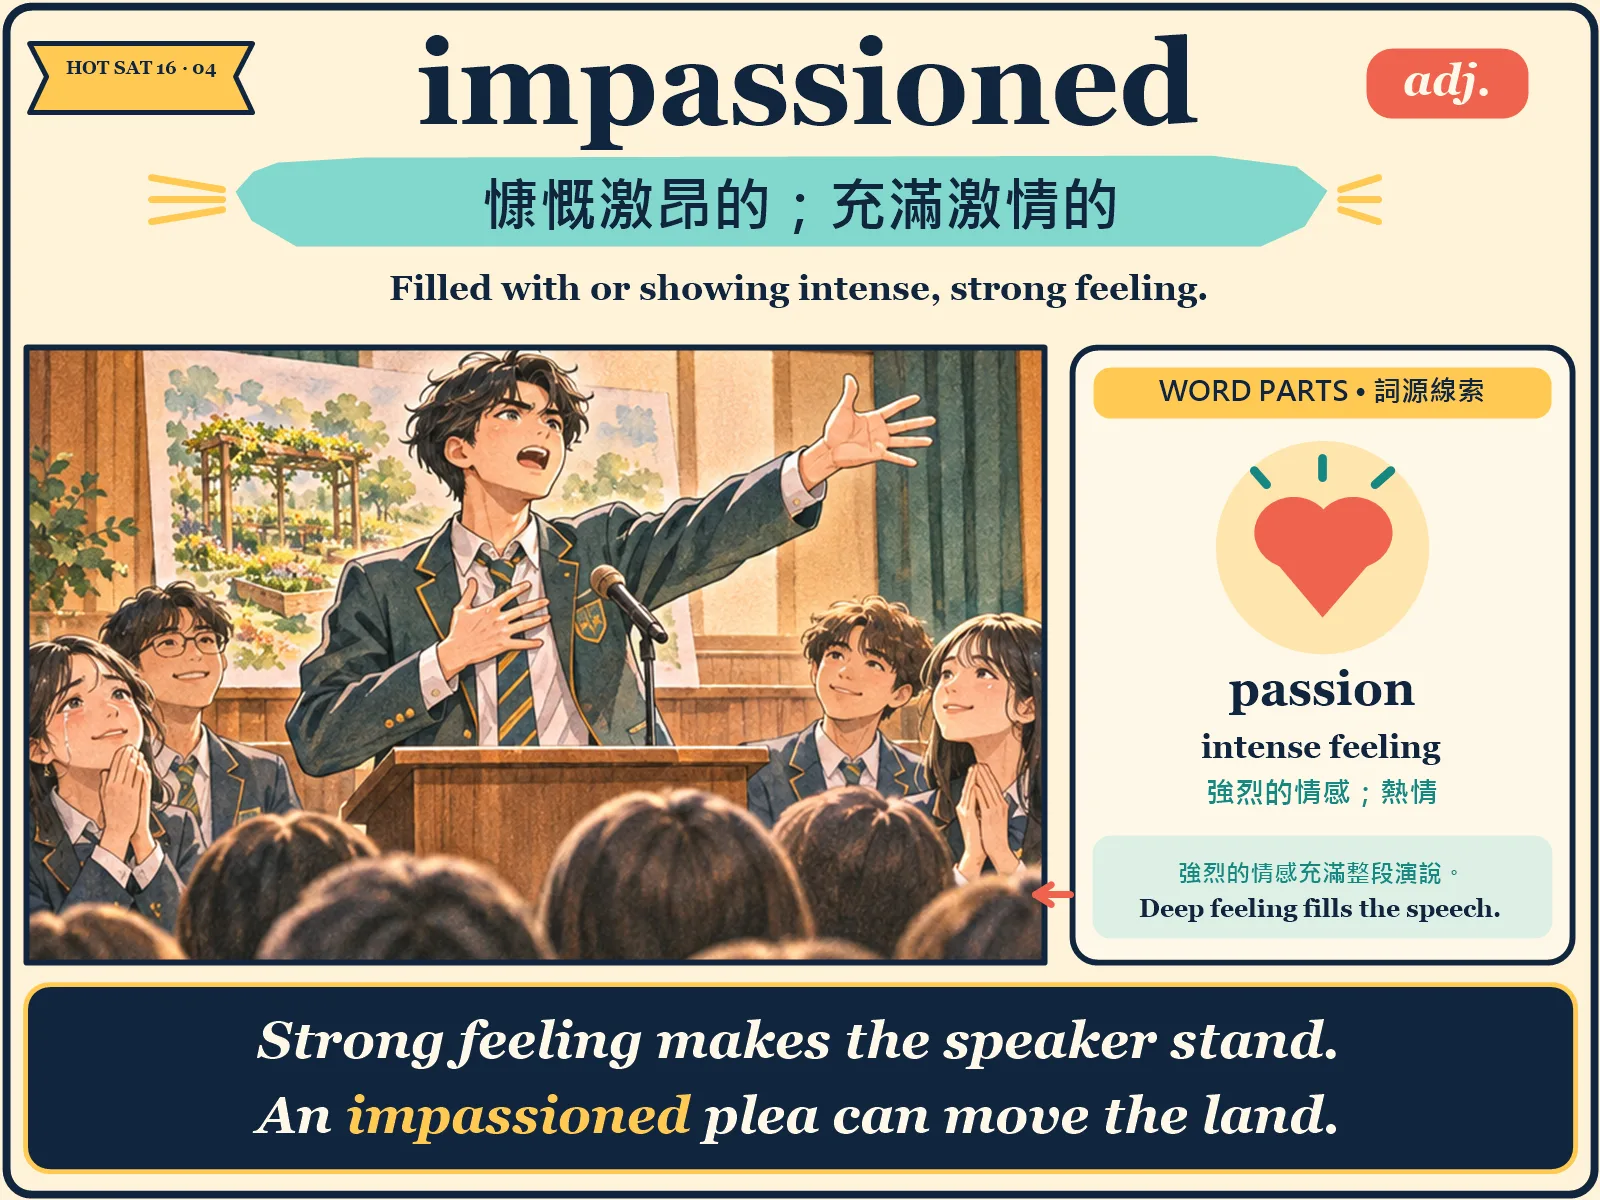 HOT SAT 16 · 04
impassioned
adj.
慷慨激昂的；充滿激情的
Filled with or showing intense, strong feeling.
WORD PARTS • 詞源線索
passion
intense feeling
強烈的情感；熱情
強烈的情感充滿整段演說。
Deep feeling fills the speech.
Strong feeling makes the speaker stand.
An impassioned plea can move the land.